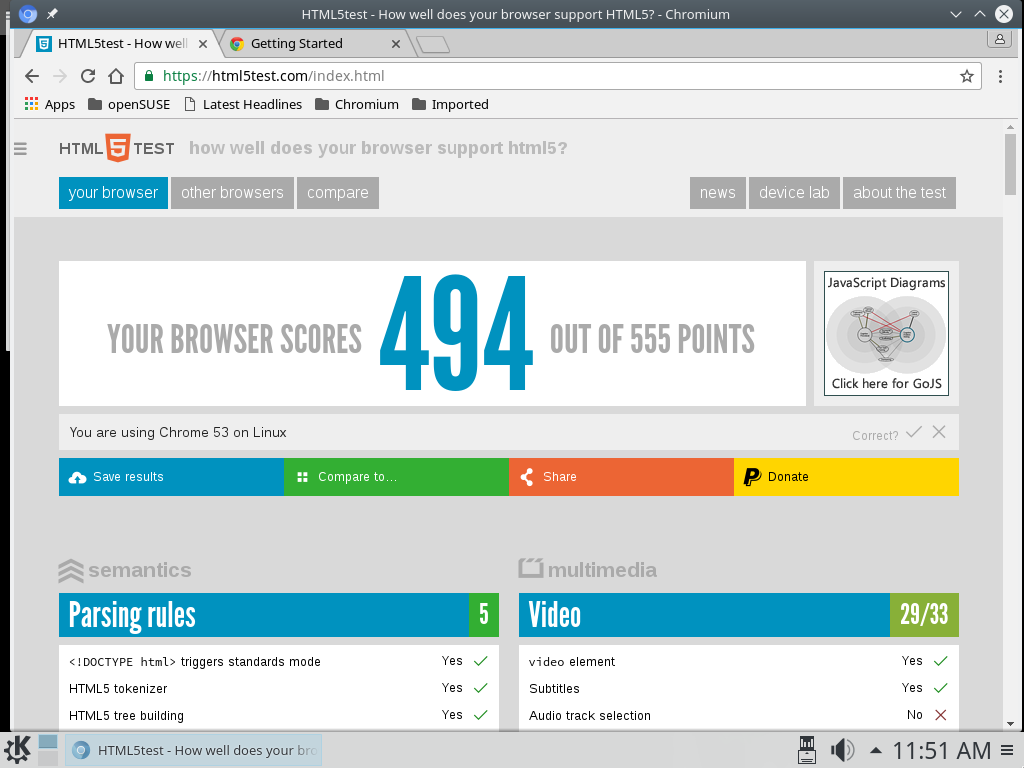 HTML5test - How well does your browser support HTML5? - Chromium
HTML5test - How well
Getting Started
https://html5test.com/index.html
Apps openSUSE Latest Headlines Chromium Imported
HTML 5 TEST how well does your browser support html5?
your browser other browsers compare news device lab about the test
YOUR BROWSER SCORES 494 OUT OF 555 POINTS
JavaScript Diagrams
Click here for GoJS
You are using Chrome 53 on Linux Correct?
Save results Compare to... Share Donate
semantics multimedia
Parsing rules 5 Video 29/33
<!DOCTYPE html> triggers standards mode Yes video element Yes
HTML5 tokenizer Yes Subtitles Yes
HTML5 tree building Yes Audio track selection No
HTML5test - How well does your bro 11:51 AM